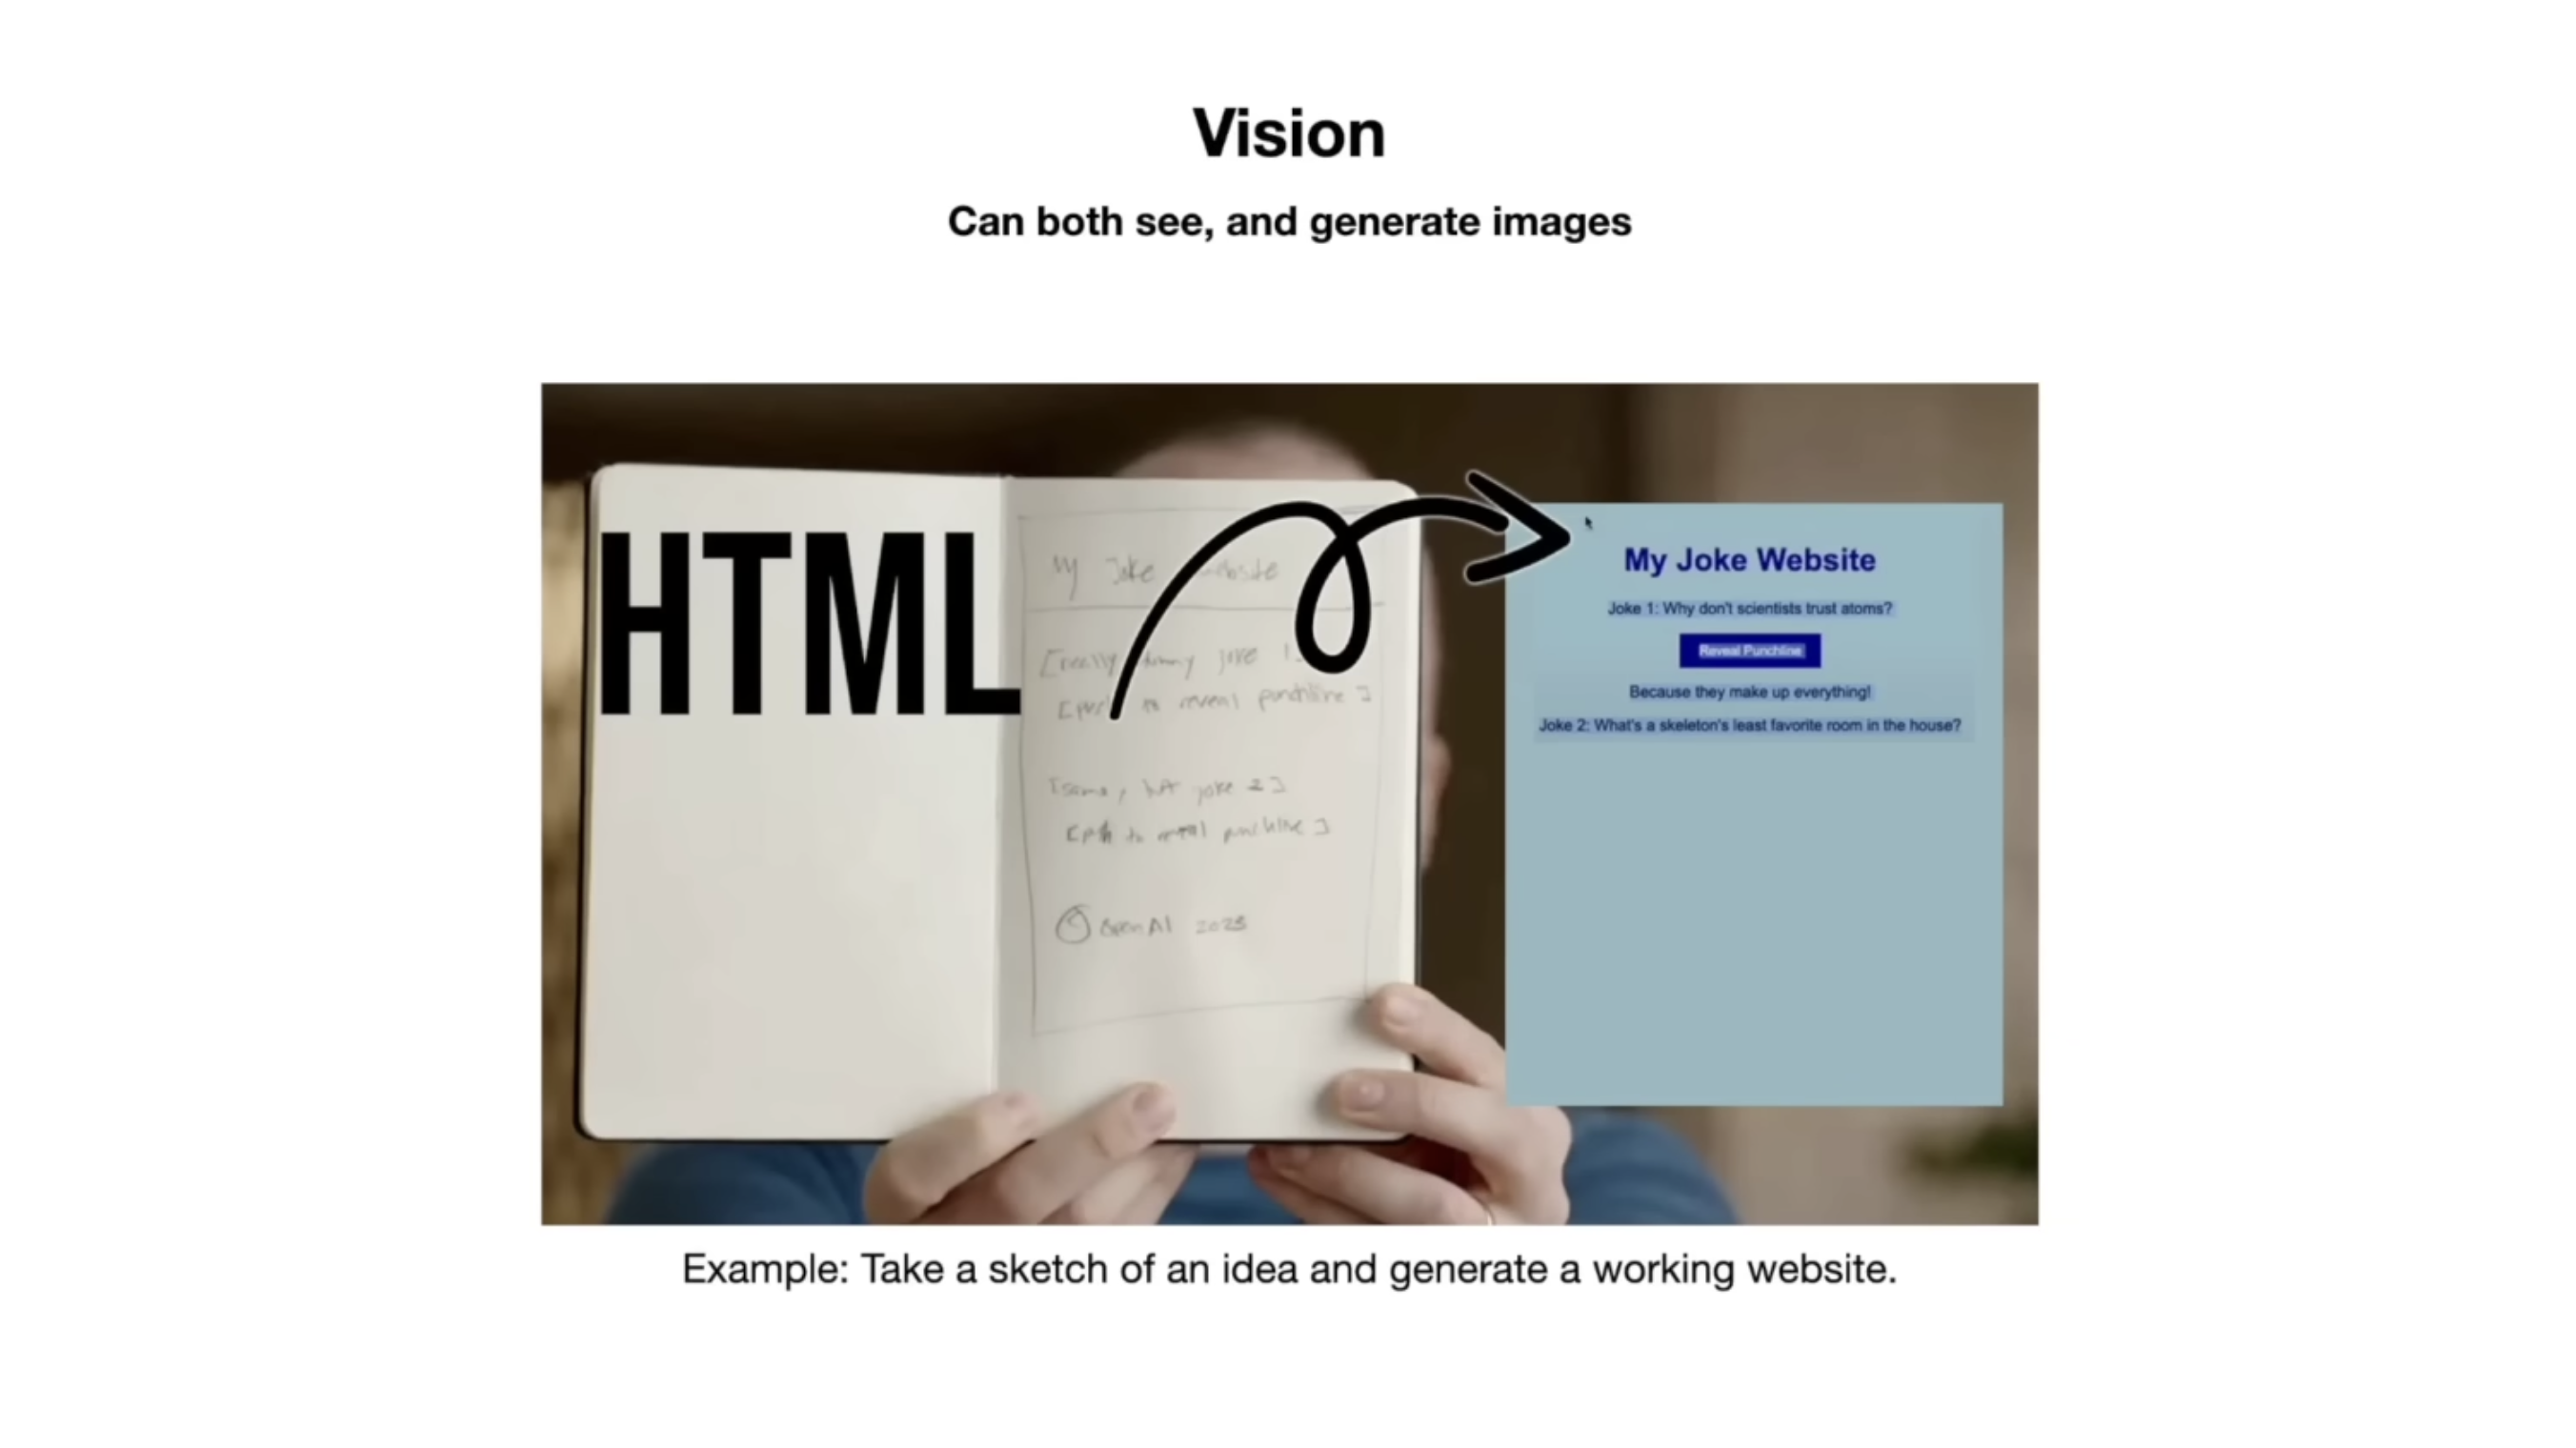 Vision
Can both see, and generate images
HTML
My Joke Website
[really funny joke 1]
[push to reveal punchline]
[same, but joke 2]
[push to reveal punchline]
OpenAI 2023
My Joke Website
Joke 1: Why don't scientists trust atoms?
Reveal Punchline
Because they make up everything!
Joke 2: What's a skeleton's least favorite room in the house?
Example: Take a sketch of an idea and generate a working website.